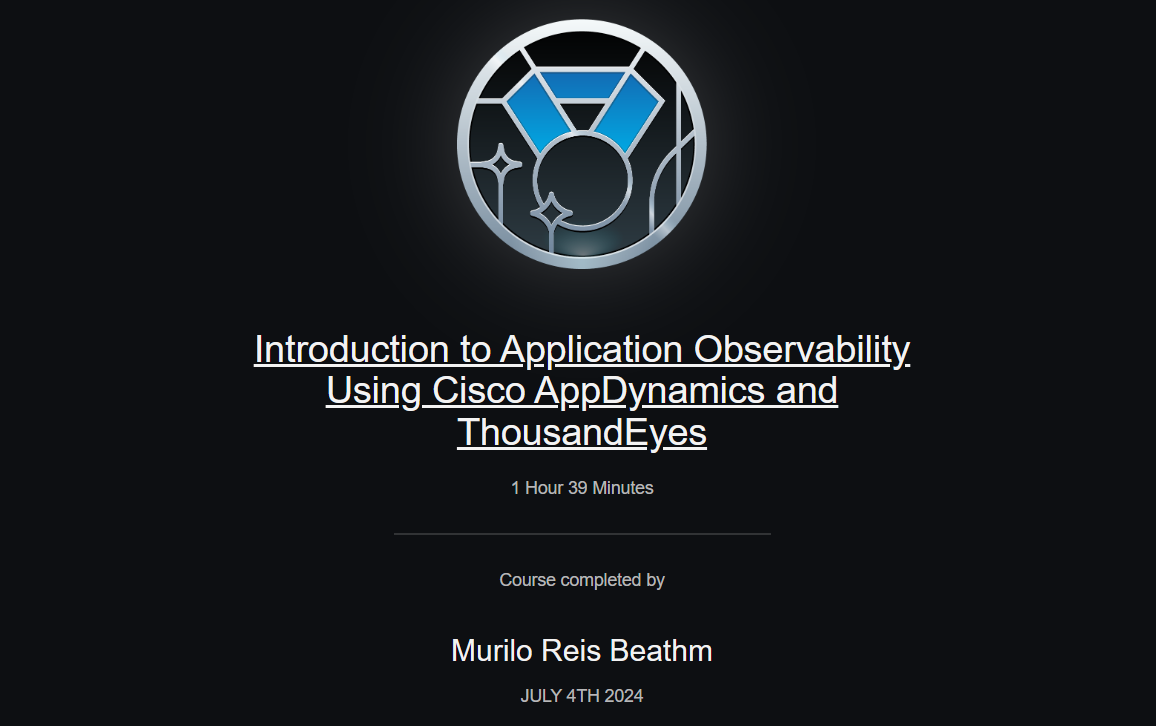 Introduction to Application Observability
Using Cisco AppDynamics and
ThousandEyes
1 Hour 39 Minutes
Course completed by
Murilo Reis Beathm
JULY 4TH 2024